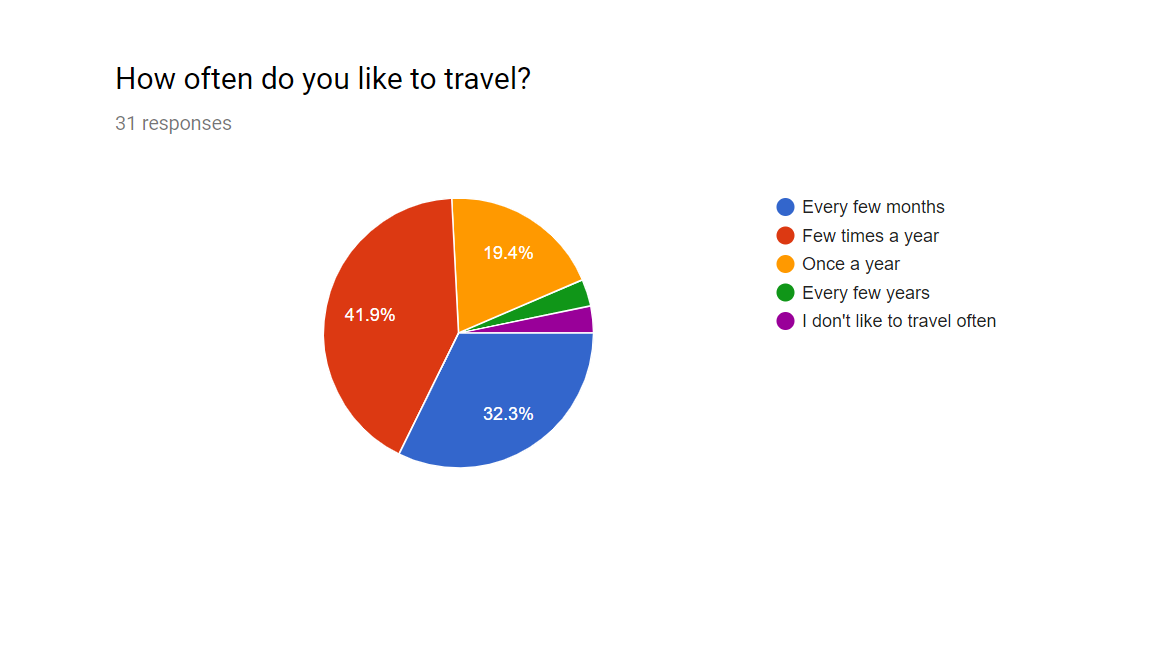 How often do you like to travel?
31 responses
19.4%
41.9%
32.3%
Every few months
Few times a year
Once a year
Every few years
I don't like to travel often